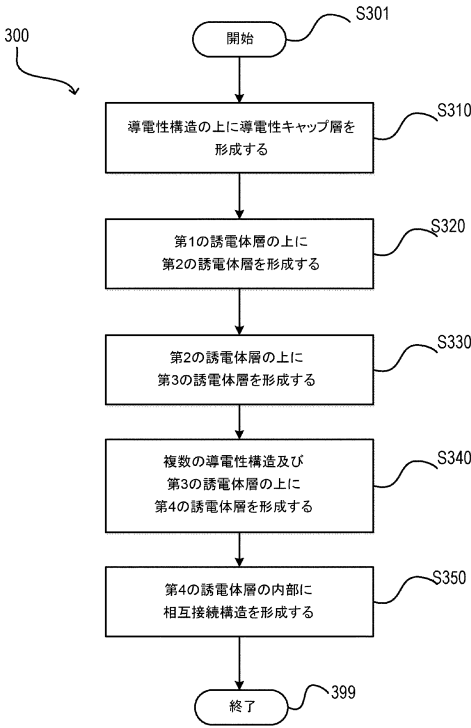 300
開始
S301
導電性構造の上に導電性キャップ層を
形成する
S310
第1の誘電体層の上に
第2の誘電体層を形成する
S320
第2の誘電体層の上に
第3の誘電体層を形成する
S330
複数の導電性構造及び
第3の誘電体層の上に
第4の誘電体層を形成する
S340
第4の誘電体層の内部に
相互接続構造を形成する
S350
終了
399